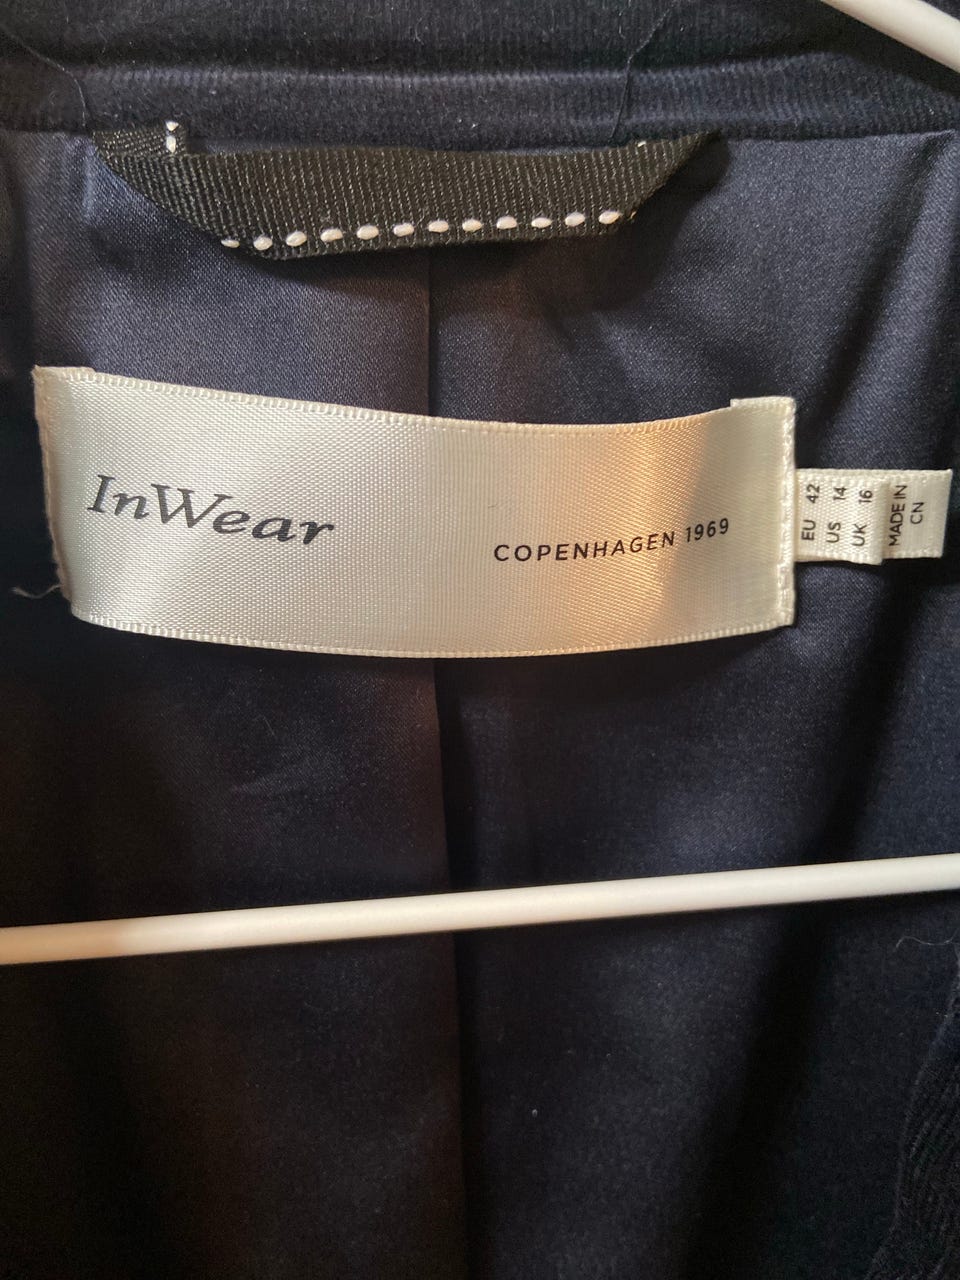 InWear
COPENHAGEN 1969
EU 42
US 14
UK 16
MADE IN
CN